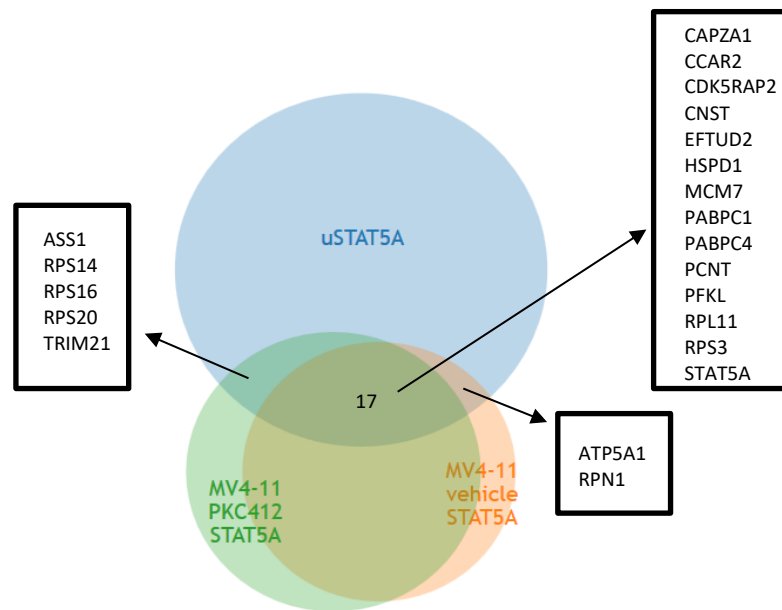 CAPZA1
CCAR2
CDK5RAP2
CNST
EFTUD2
HSPD1
MCM7
PABPC1
PABPC4
PCNT
PFKL
RPL11
RPS3
STAT5A
uSTAT5A
ASS1
RPS14
RPS16
RPS20
TRIM21
17
ATP5A1
RPN1
MV4-11
PKC412
STAT5A
MV4-11
vehicle
STAT5A